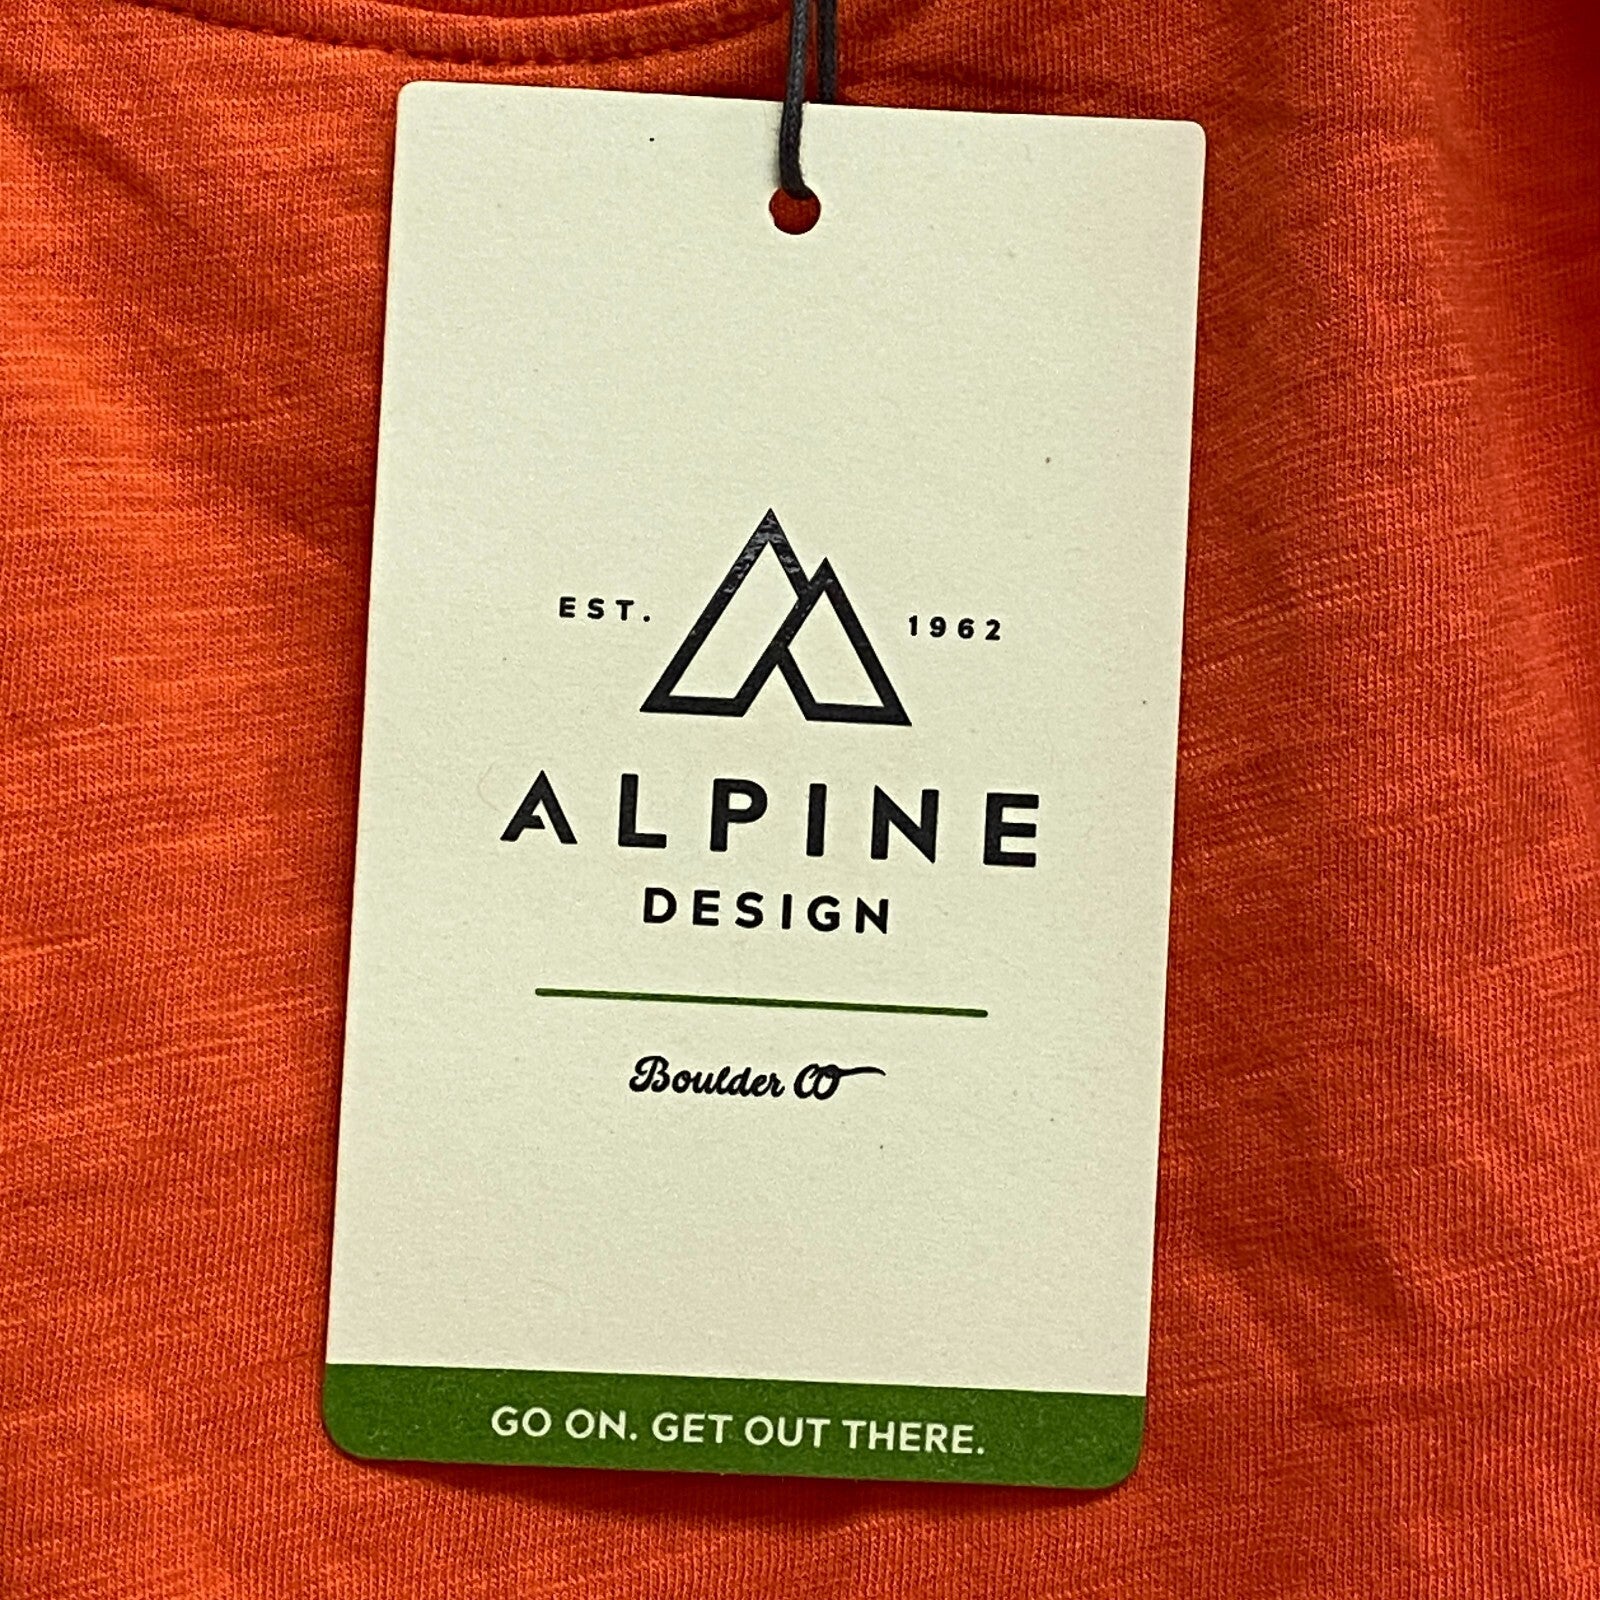 EST. 1962
ALPINE
DESIGN
Boulder CO
GO ON. GET OUT THERE.